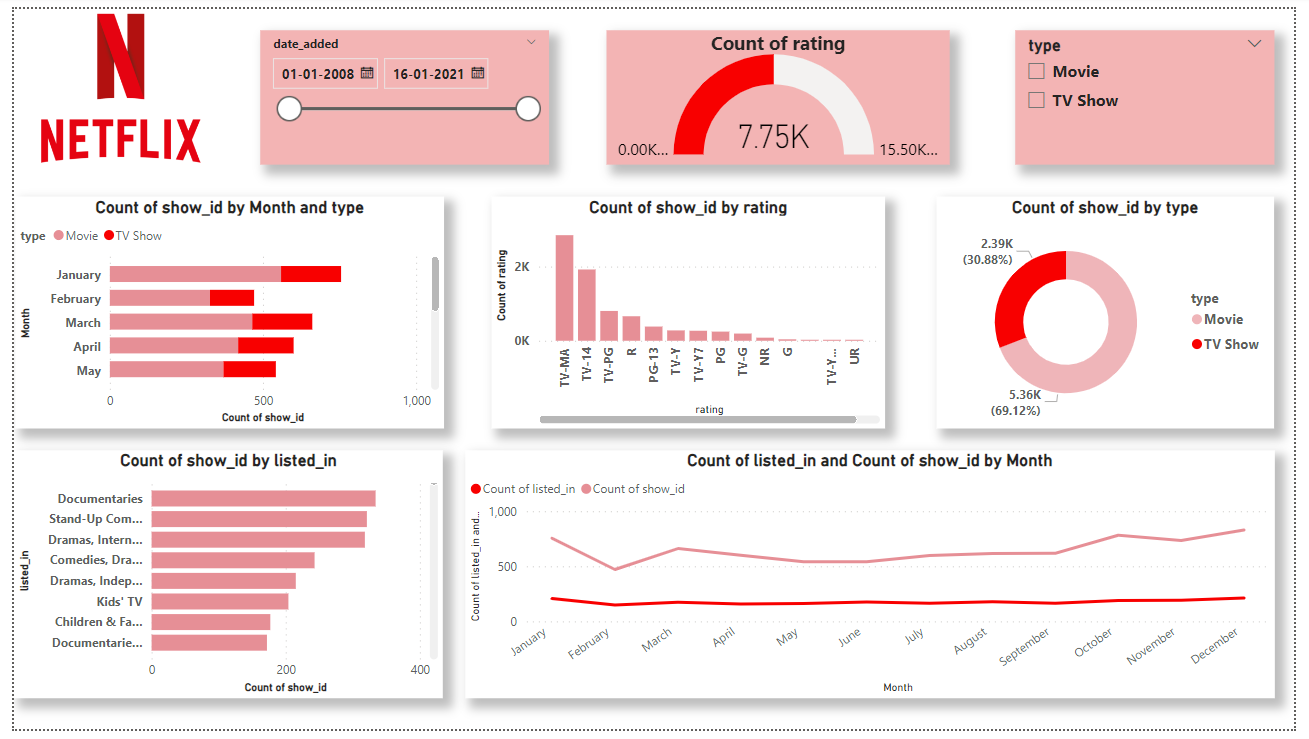 NETFLIX
date_added
01-01-2008
16-01-2021
Count of rating
7.75K
0.00K...
15.50K...
type
Movie
TV Show
Count of show_id by Month and type
type Movie TV Show
Month
January
February
March
April
May
0 500 1,000
Count of show_id
Count of show_id by rating
Count of rating
2K
0K
TV-MA
TV-14
TV-PG
R
PG-13
TV-Y
TV-Y7
PG
TV-G
NR
G
TV-Y...
UR
rating
Count of show_id by type
2.39K
(30.88%)
5.36K
(69.12%)
type
Movie
TV Show
Count of show_id by listed_in
listed_in
Documentaries
Stand-Up Com...
Dramas, Intern...
Comedies, Dra...
Dramas, Indep...
Kids' TV
Children & Fa...
Documentarie...
0 200 400
Count of show_id
Count of listed_in and Count of show_id by Month
Count of listed_in Count of show_id
Count of listed_in and...
1,000
500
0
January
February
March
April
May
June
July
August
September
October
November
December
Month